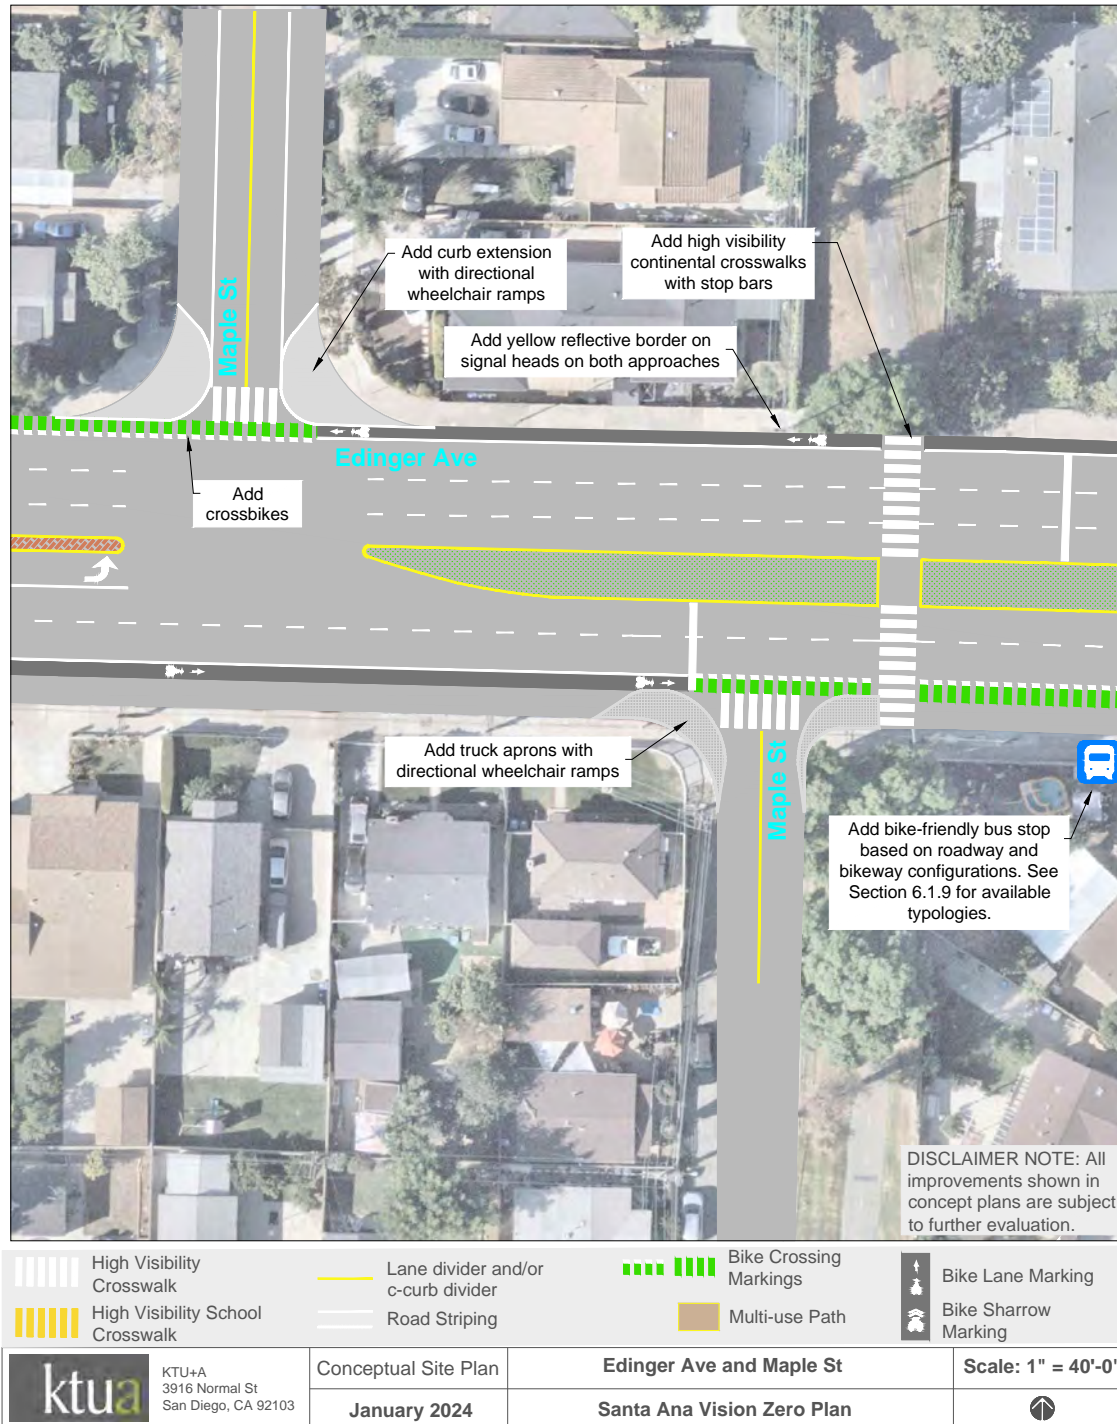 Add curb extension
with directional
wheelchair ramps
Add high visibility
continental crosswalks
with stop bars
Maple St
Add yellow reflective border on
signal heads on both approaches
Edinger Ave
Add
crossbikes
Add truck aprons with
directional wheelchair ramps
Maple St
Add bike-friendly bus stop
based on roadway and
bikeway configurations. See
Section 6.1.9 for available
typologies.
DISCLAIMER NOTE: All
improvements shown in
concept plans are subject
to further evaluation.
High Visibility
Crosswalk
High Visibility School
Crosswalk
Lane divider and/or
c-curb divider
Road Striping
Bike Crossing
Markings
Multi-use Path
Bike Lane Marking
Bike Sharrow
Marking
ktua
KTU+A
3916 Normal St
San Diego, CA 92103
Conceptual Site Plan
January 2024
Edinger Ave and Maple St
Santa Ana Vision Zero Plan
Scale: 1" = 40'-0"